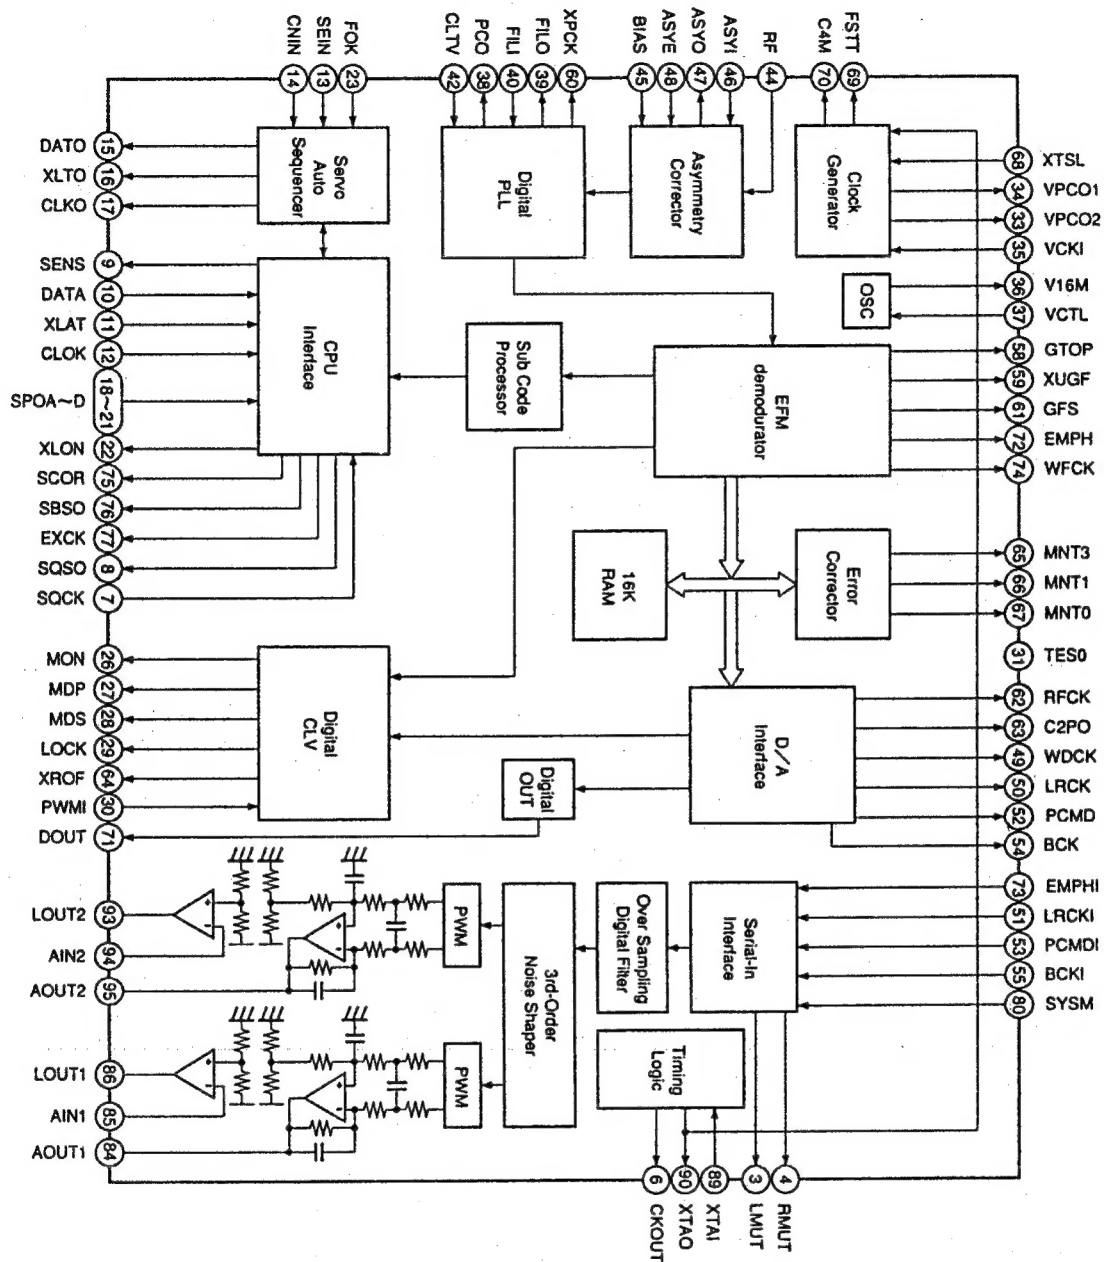 CNIN
SEIN
FOK
CLTV
PCO
FILI
FILO
XPCK
BIAS
ASYE
ASYO
ASYI
RF
C4M
FSTT
14
13
23
42
38
40
39
60
45
48
47
46
44
70
69
DATO 15
XLTO 16
CLKO 17
SENS 9
DATA 10
XLAT 11
CLOK 12
SPOA~D 18~21
XLON 22
SCOR 75
SBSO 76
EXCK 77
SQSO 8
SQCK 7
MON 26
MDP 27
MDS 28
LOCK 29
XROF 64
PWMI 30
DOUT 71
LOUT2 93
AIN2 94
AOUT2 95
LOUT1 86
AIN1 85
AOUT1 84
Servo
Auto
Sequencer
Digital
PLL
Asymmetry
Corrector
Clock
Generator
OSC
CPU
Interface
Sub Code
Processor
EFM
demodurator
16K
RAM
Error
Corrector
Digital
CLV
D/A
Interface
Digital
OUT
PWM
3rd-Order
Noise Shaper
Over Sampling
Digital Filter
Serial-In
Interface
PWM
Timing
Logic
+
-
+
-
+
-
+
-
68 XTSL
34 VPCO1
33 VPCO2
35 VCKI
36 V16M
37 VCTL
58 GTOP
59 XUGF
61 GFS
72 EMPH
74 WFCK
65 MNT3
66 MNT1
67 MNT0
31 TES0
62 RFCK
63 C2PO
49 WDCK
50 LRCK
52 PCMD
54 BCK
73 EMPHI
51 LRCKI
53 PCMDI
55 BCKI
80 SYSM
6
90
89
3
4
CKOUT
XTAO
XTAI
LMUT
RMUT